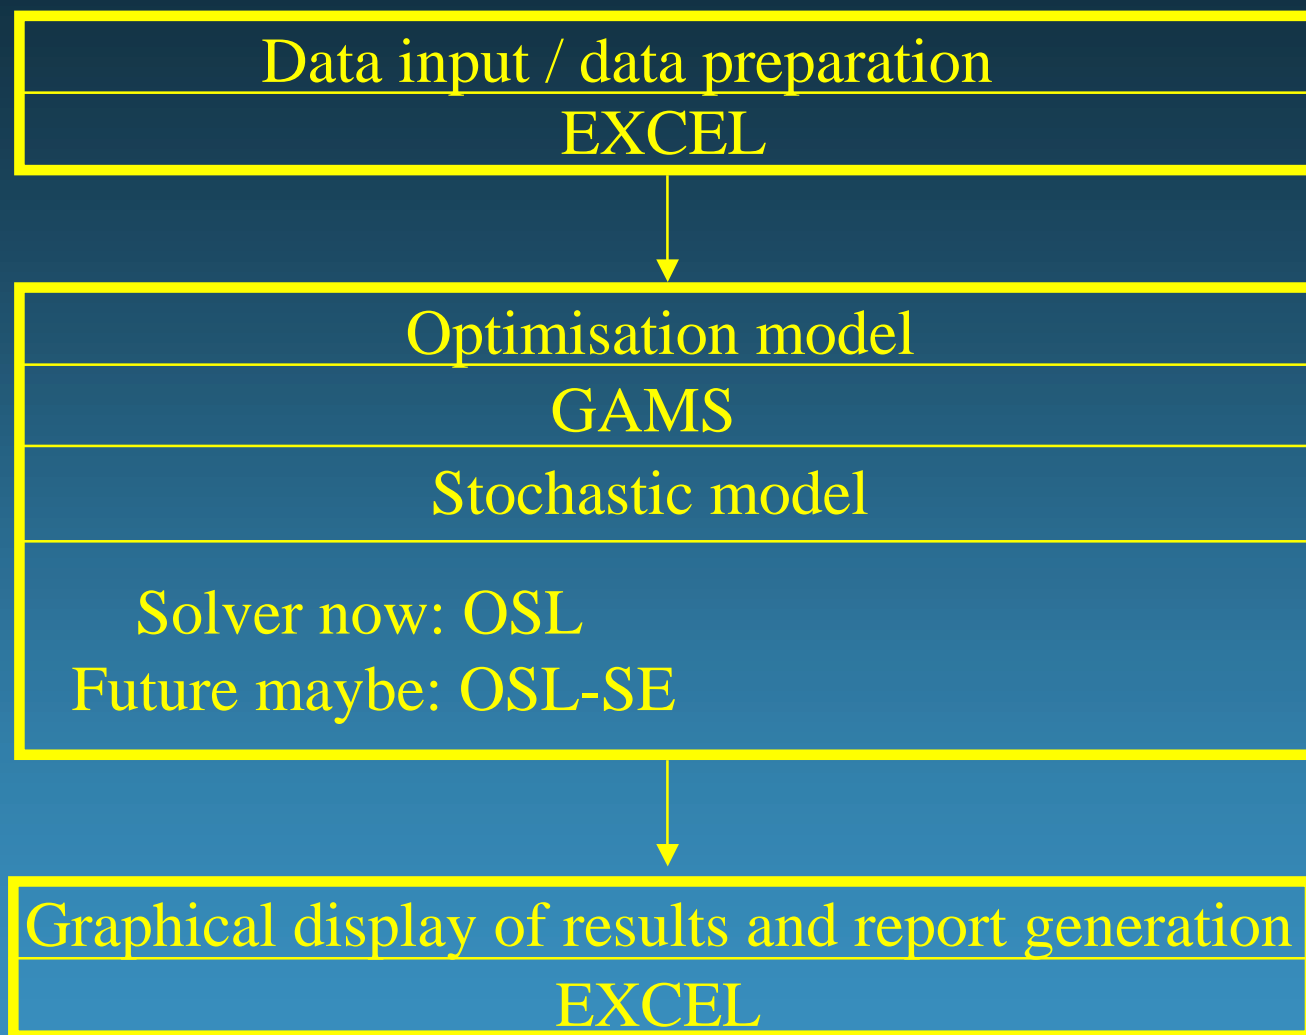 Data input / data preparation
EXCEL
Optimisation model
GAMS
Stochastic model
Solver now: OSL
Future maybe: OSL-SE
Graphical display of results and report generation
EXCEL